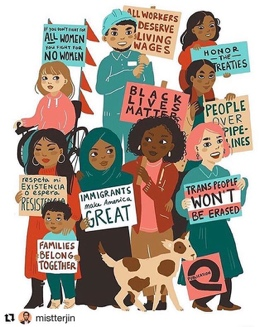 IF YOU DON'T FIGHT FOR
ALL WOMEN
YOU FIGHT FOR
NO WOMEN
ALL WORKERS
DESERVE
LIVING
WAGES
HONOR
THE
TREATIES
BLACK
LIVES
MATTER
PEOPLE
OVER
PIPE-
LINES
respeta mi
EXISTENCIA
o espera
RESISTENCIA
IMMIGRANTS
make America
GREAT
TRANS PEOPLE
WON'T
BE ERASED
FAMILIES
BELONG
TOGETHER
mistterjin